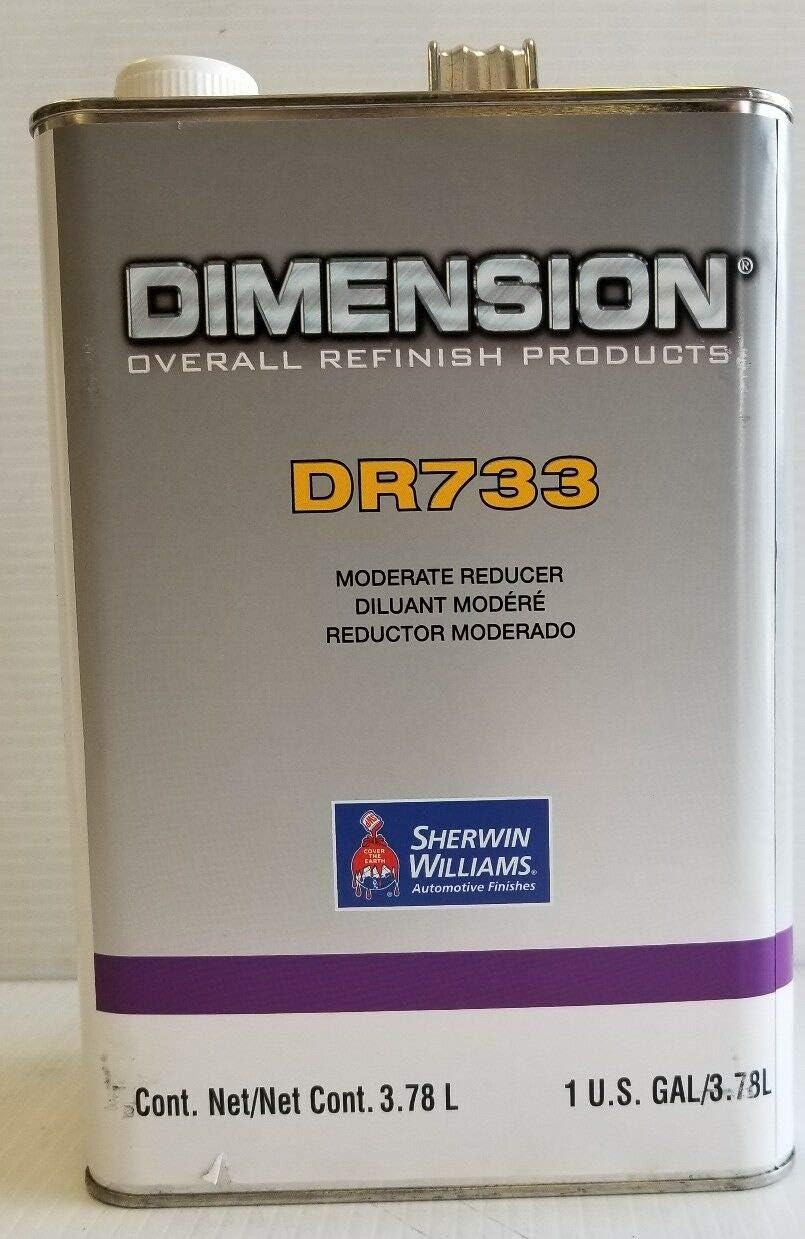 DIMENSION®
OVERALL REFINISH PRODUCTS
DR733
MODERATE REDUCER
DILUANT MODÉRÉ
REDUCTOR MODERADO
COVER
THE
EARTH
SHERWIN
WILLIAMS®
Automotive Finishes
Cont. Net/Net Cont. 3.78 L
1 U.S. GAL/3.78L